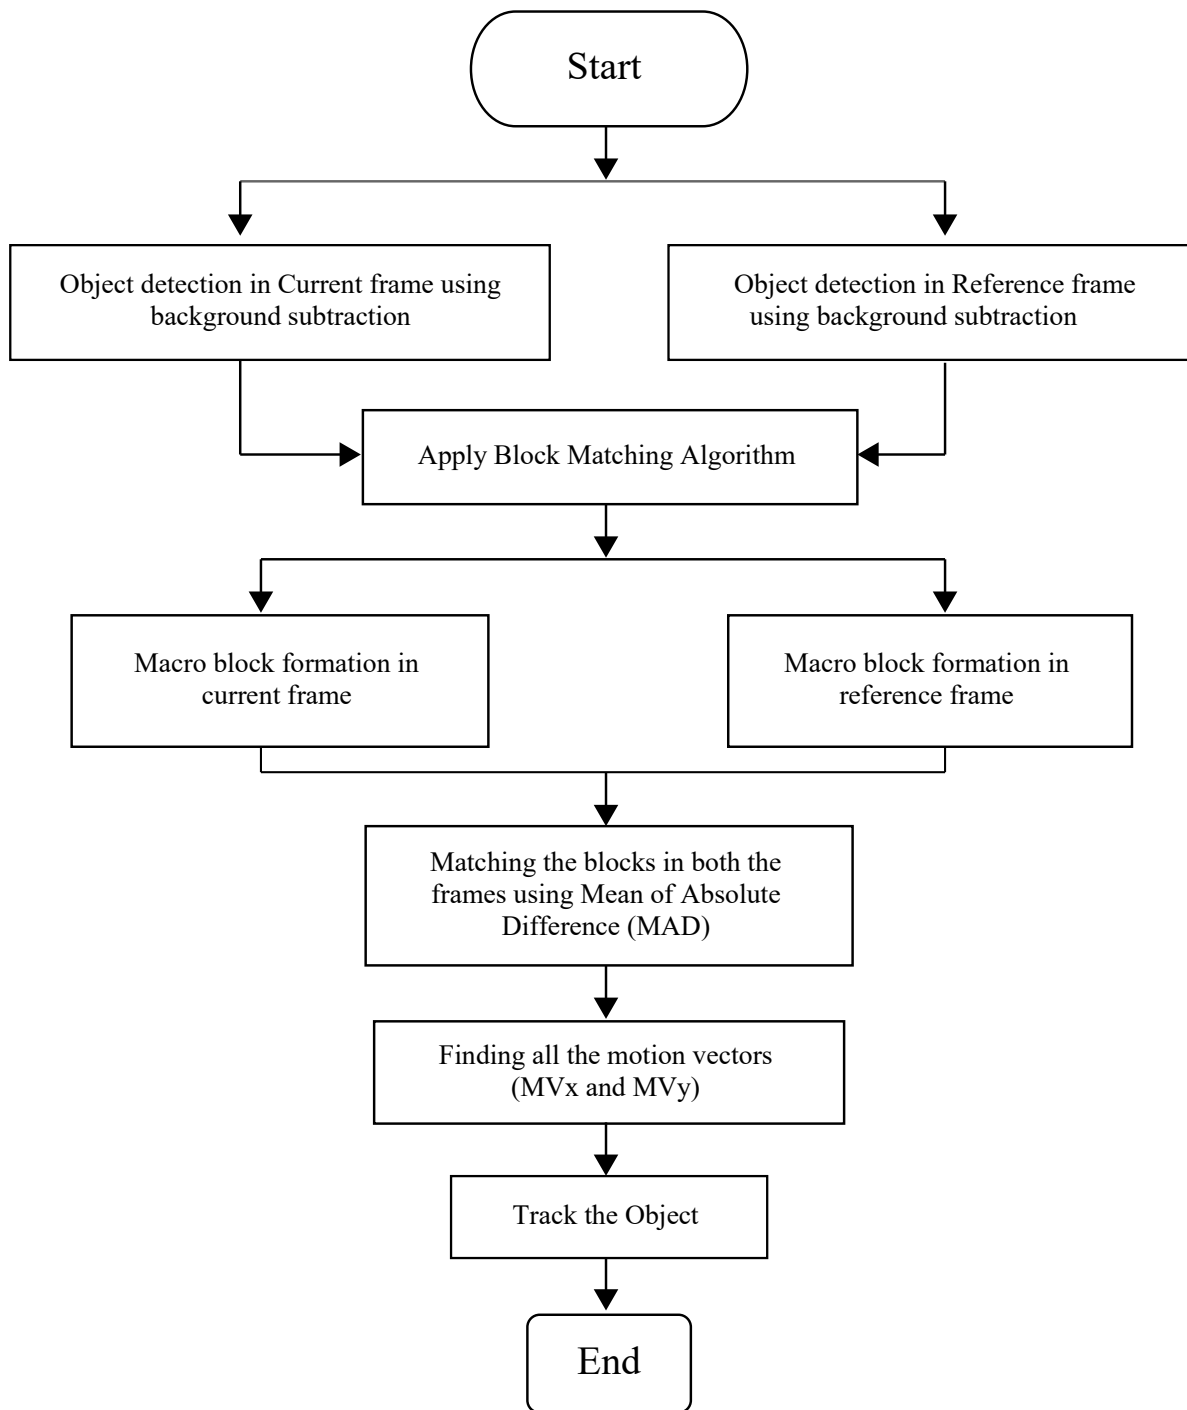 Start
Object detection in Current frame using
background subtraction
Object detection in Reference frame
using background subtraction
Apply Block Matching Algorithm
Macro block formation in
current frame
Macro block formation in
reference frame
Matching the blocks in both the
frames using Mean of Absolute
Difference (MAD)
Finding all the motion vectors
(MVx and MVy)
Track the Object
End